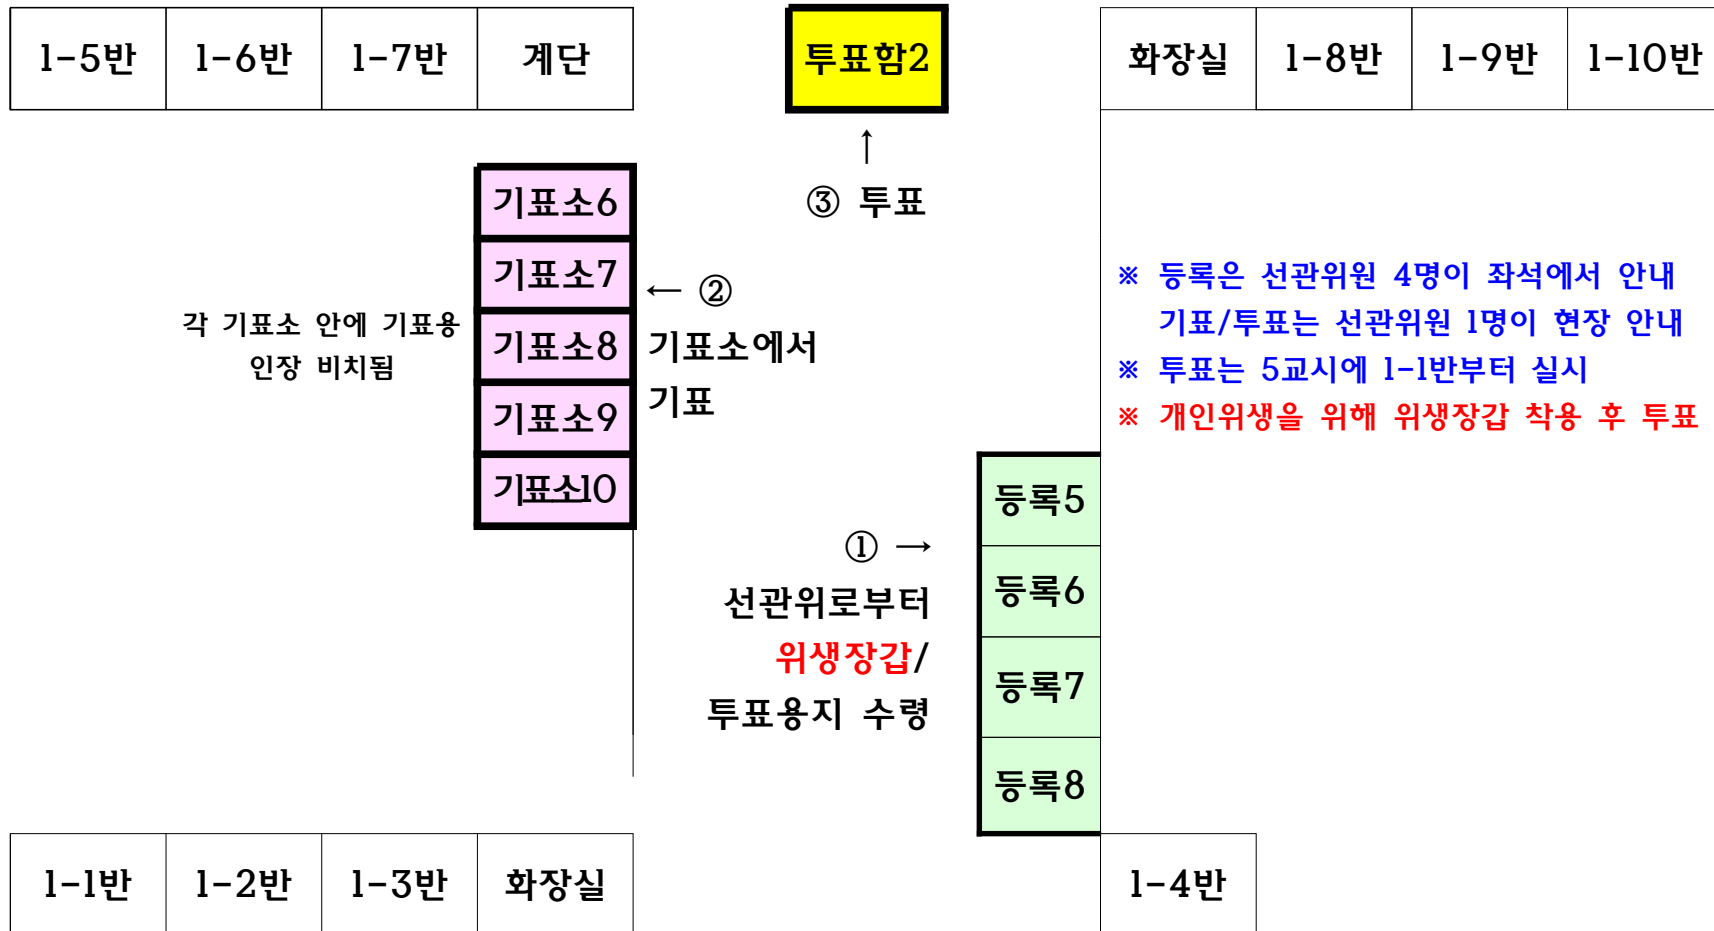 1-5반 1-6반 1-7반 계단 투표함2 화장실 1-8반 1-9반 1-10반
↑
③ 투표
기표소6
기표소7
기표소8
기표소9
기표소10
각 기표소 안에 기표용
인장 비치됨
← ②
기표소에서
기표
※ 등록은 선관위원 4명이 좌석에서 안내
기표/투표는 선관위원 1명이 현장 안내
※ 투표는 5교시에 1-1반부터 실시
※ 개인위생을 위해 위생장갑 착용 후 투표
① →
선관위로부터
위생장갑/
투표용지 수령
등록5
등록6
등록7
등록8
1-1반 1-2반 1-3반 화장실 1-4반